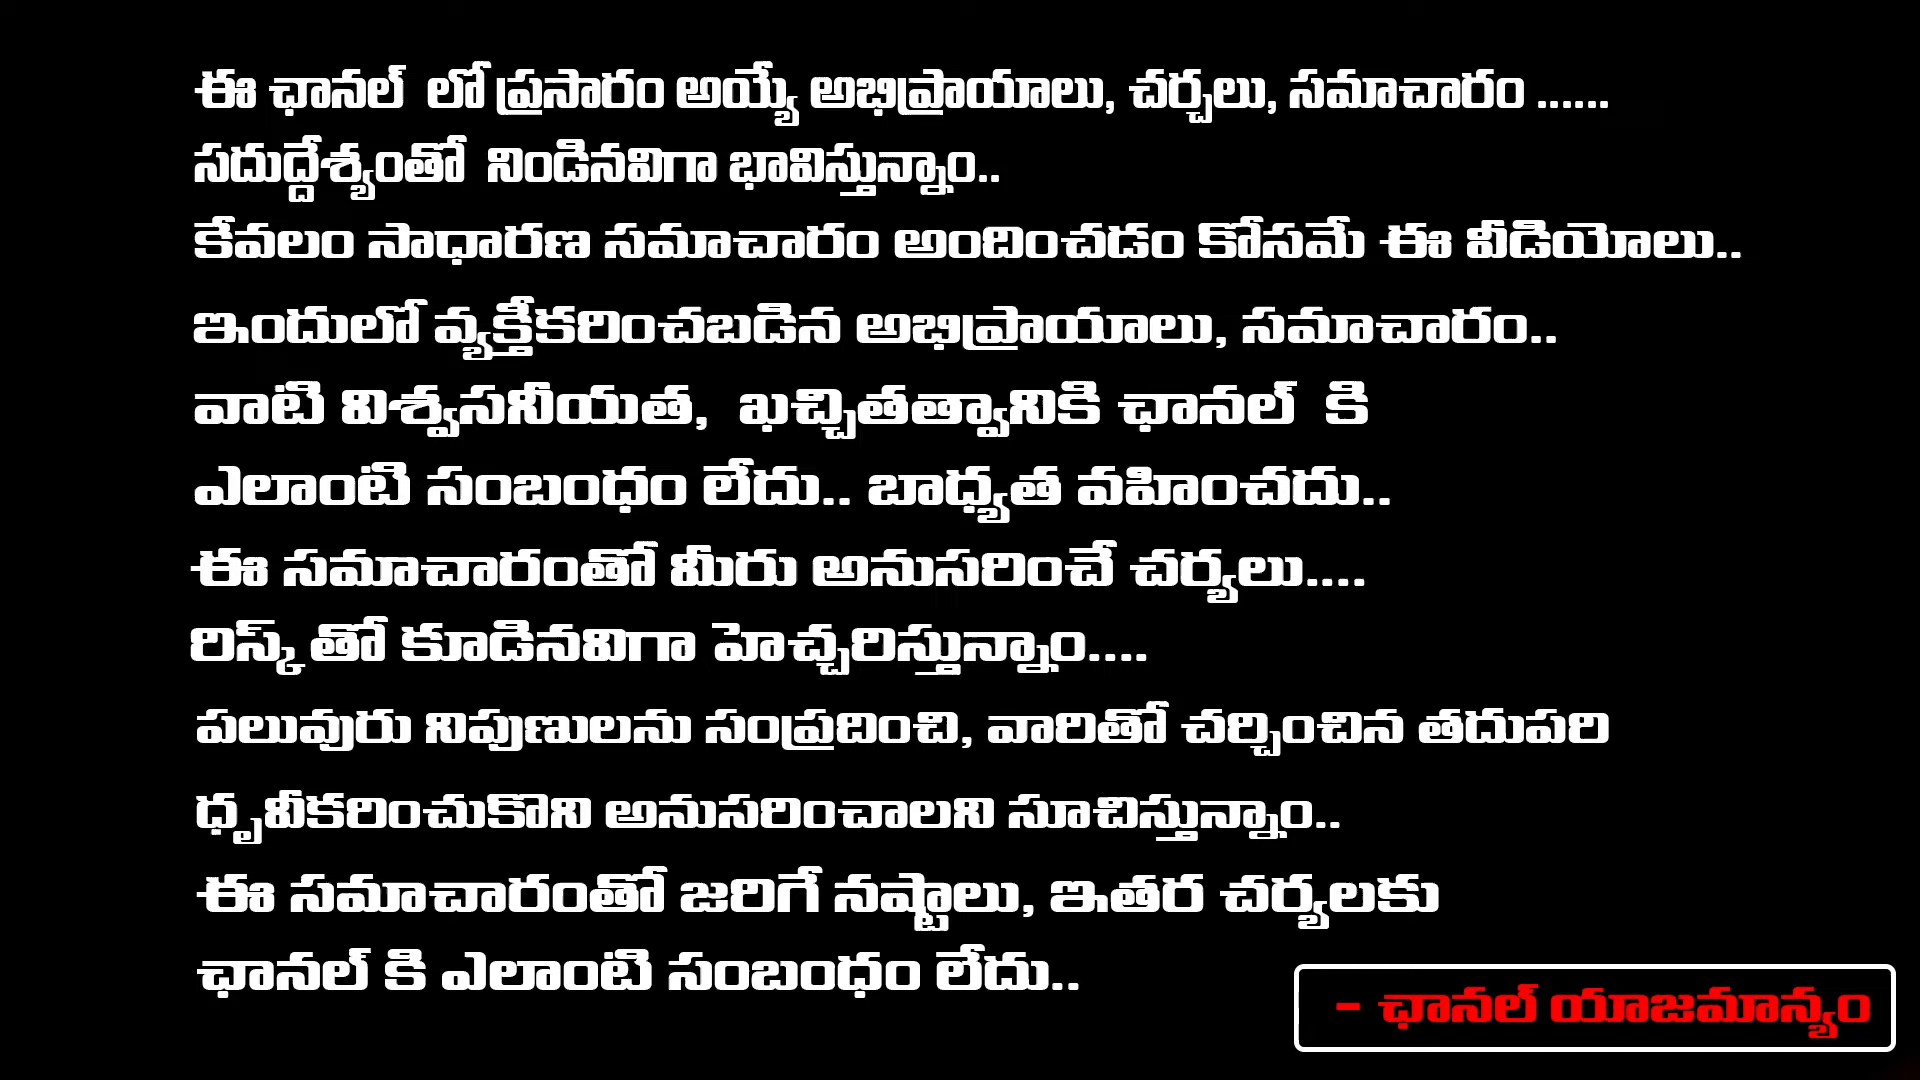 ఈ ఛానల్ లో ప్రసారం అయ్యే అభిప్రాయాలు, చర్చలు, సమాచారం ......
సదుద్దేశ్యంతో నిండినవిగా భావిస్తున్నాం..
కేవలం సాధారణ సమాచారం అందించడం కోసమే ఈ వీడియోలు..
ఇందులో వ్యక్తీకరించబడిన అభిప్రాయాలు, సమాచారం..
వాటి విశ్వసనీయత, ఖచ్చితత్వానికి ఛానల్ కి
ఎలాంటి సంబంధం లేదు.. బాధ్యత వహించదు..
ఈ సమాచారంతో మీరు అనుసరించే చర్యలు....
రిస్క్ తో కూడినవిగా హెచ్చరిస్తున్నాం....
పలువురు నిపుణులను సంప్రదించి, వారితో చర్చించిన తదుపరి
ధృవీకరించుకొని అనుసరించాలని సూచిస్తున్నాం..
ఈ సమాచారంతో జరిగే నష్టాలు, ఇతర చర్యలకు
ఛానల్ కి ఎలాంటి సంబంధం లేదు..
- ఛానల్ యాజమాన్యం